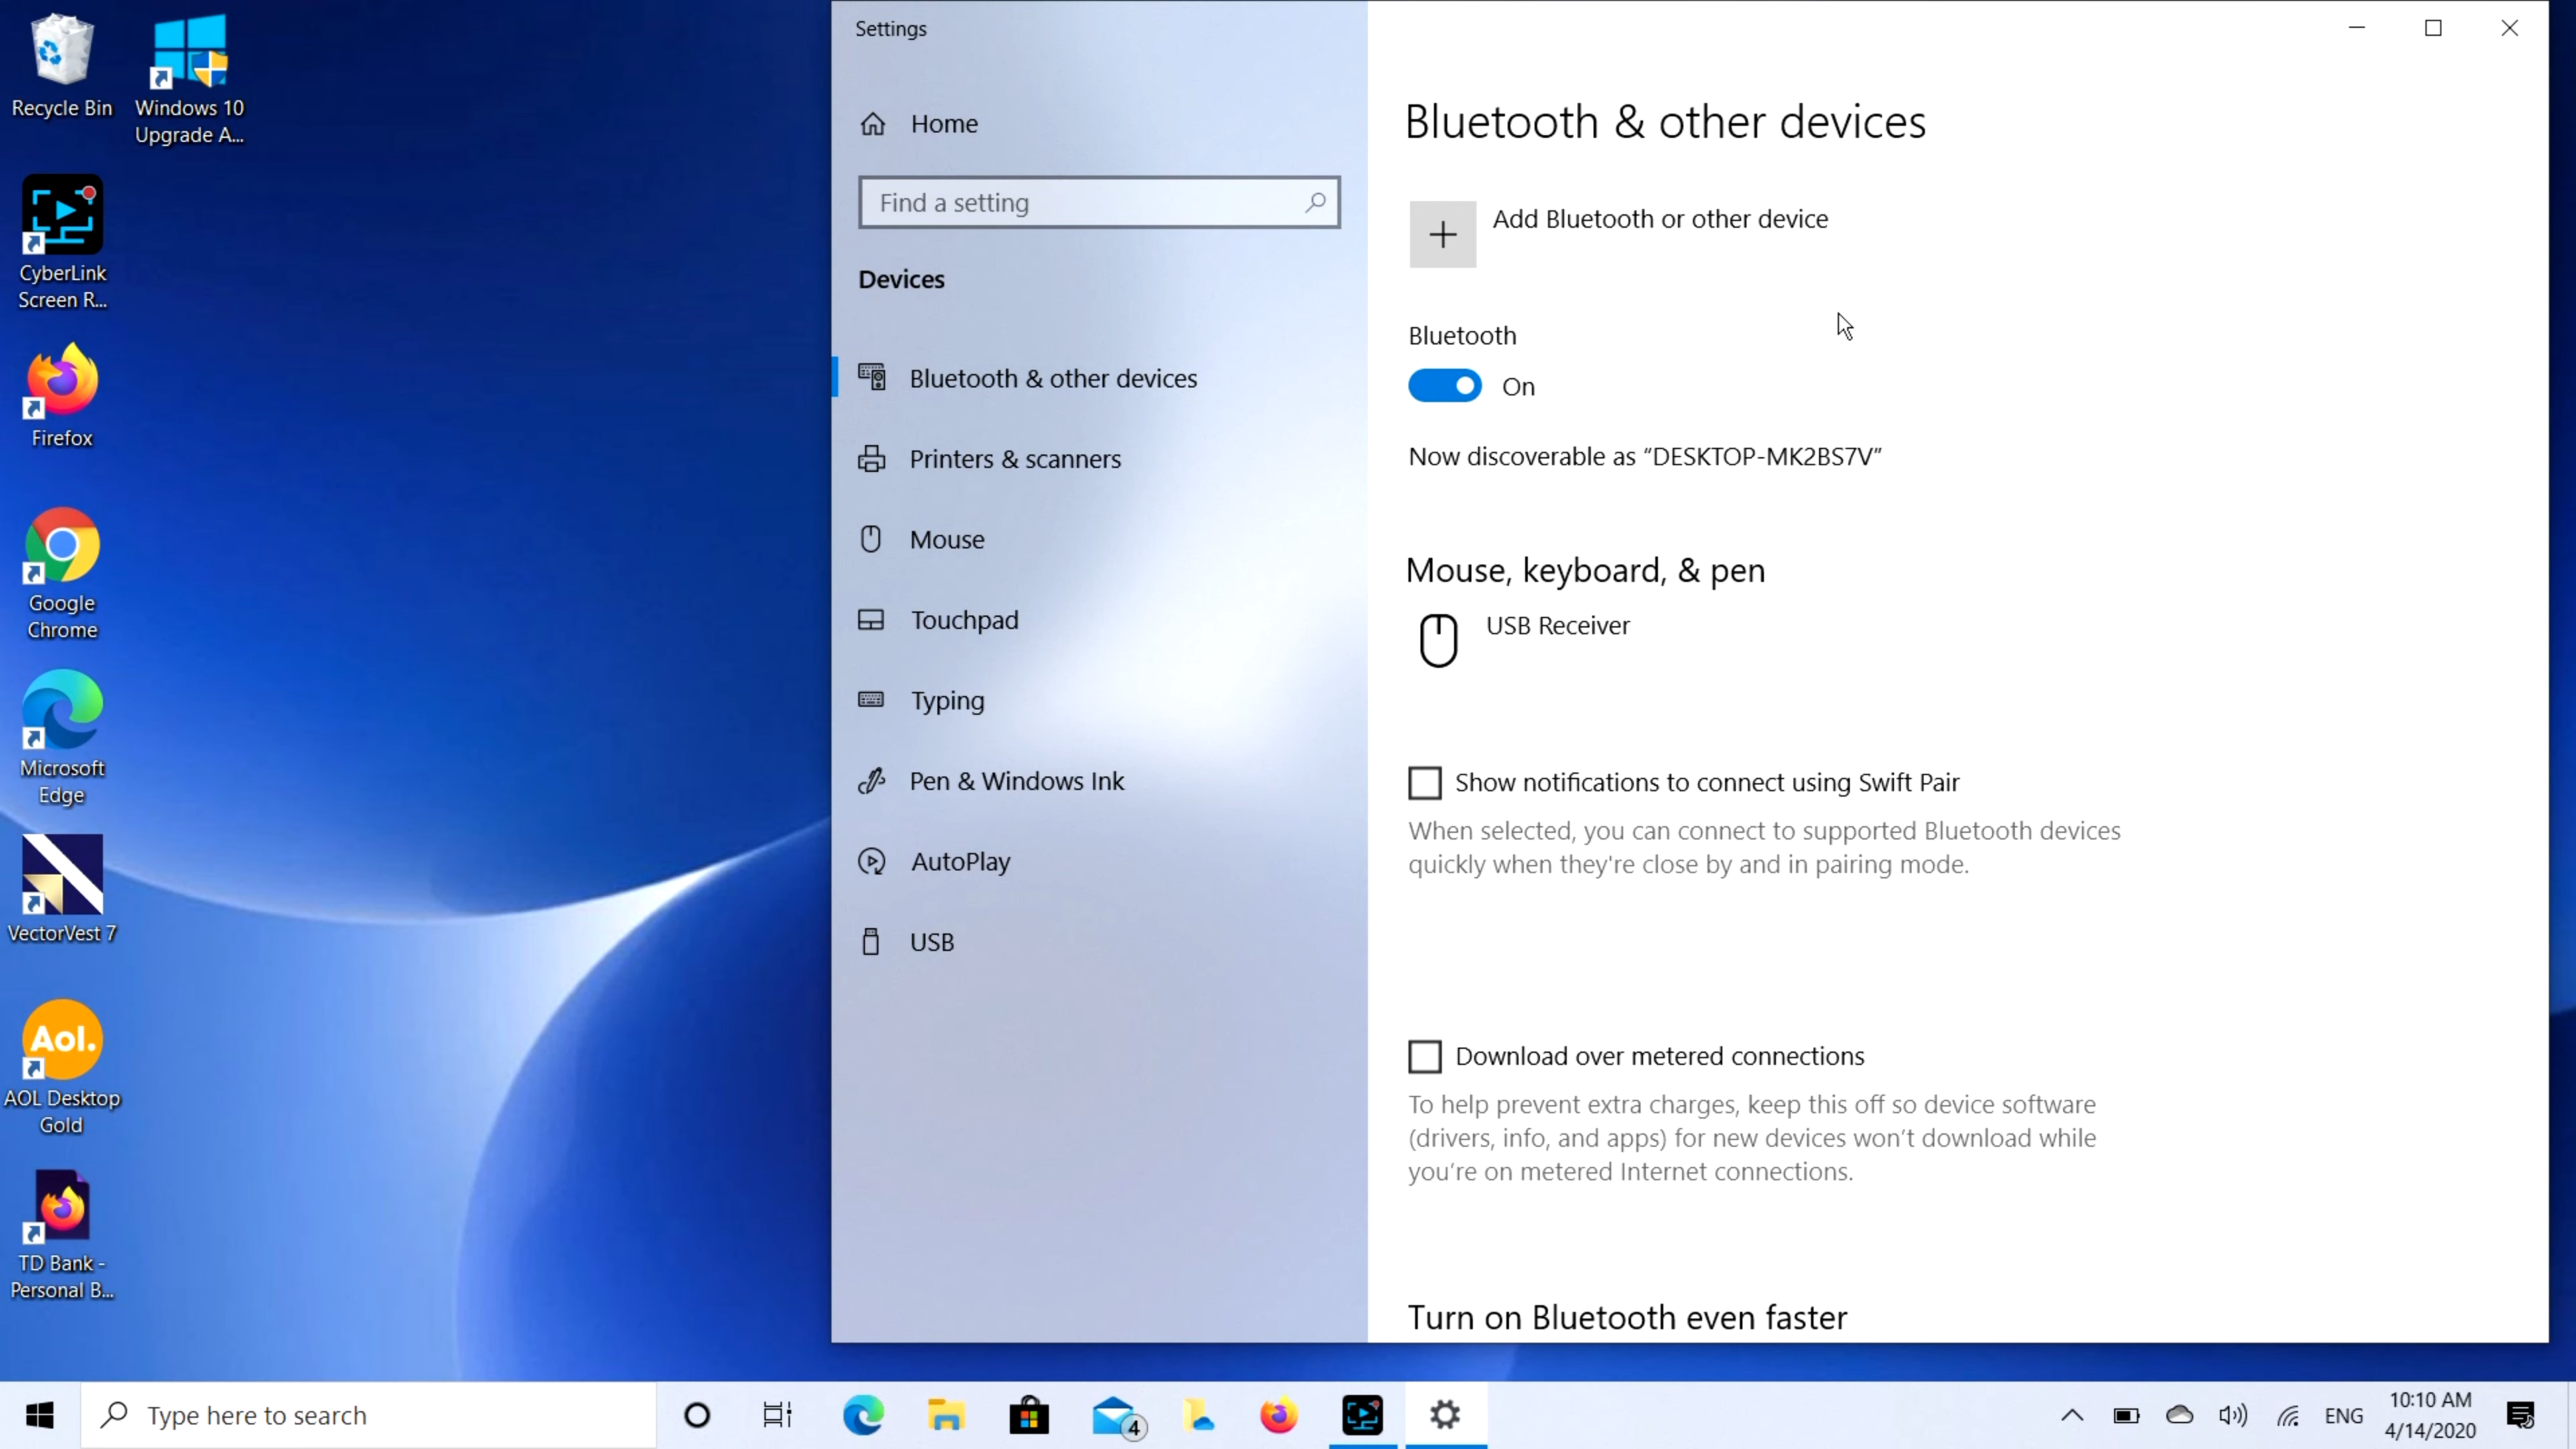 Recycle Bin
Windows 10
Upgrade A...
CyberLink
Screen R...
Firefox
Google
Chrome
Microsoft
Edge
VectorVest 7
Aol.
AOL Desktop
Gold
TD Bank -
Personal B...
Settings
Home
Find a setting
Devices
Bluetooth & other devices
Printers & scanners
Mouse
Touchpad
Typing
Pen & Windows Ink
AutoPlay
USB
Bluetooth & other devices
Add Bluetooth or other device
Bluetooth
On
Now discoverable as “DESKTOP-MK2BS7V”
Mouse, keyboard, & pen
USB Receiver
Show notifications to connect using Swift Pair
When selected, you can connect to supported Bluetooth devices
quickly when they're close by and in pairing mode.
Download over metered connections
To help prevent extra charges, keep this off so device software
(drivers, info, and apps) for new devices won’t download while
you’re on metered Internet connections.
Turn on Bluetooth even faster
Type here to search
4
ENG
10:10 AM
4/14/2020